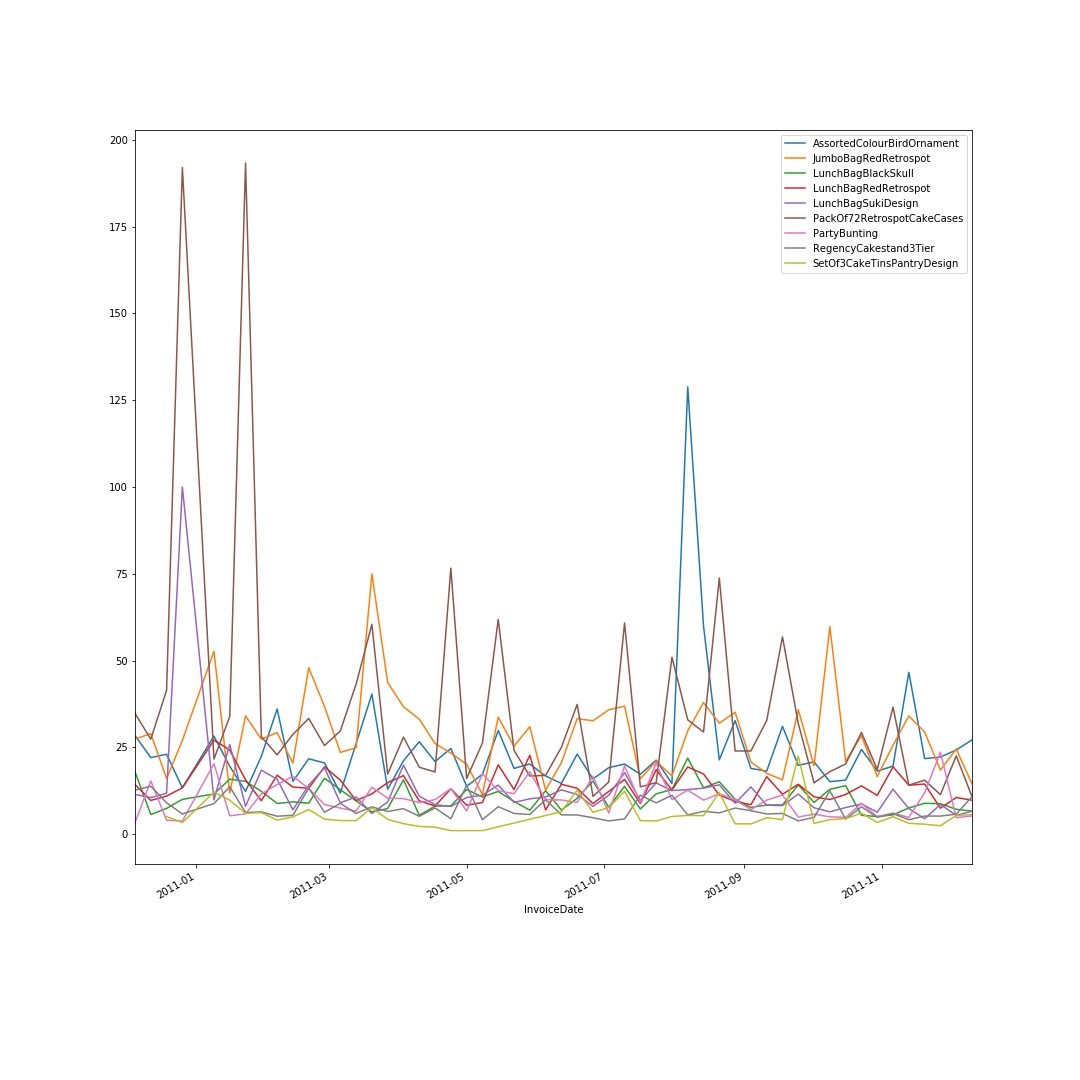 200
175
150
125
100
75
50
25
0
AssortedColourBirdOrnament
JumboBagRedRetrospot
LunchBagBlackSkull
LunchBagRedRetrospot
LunchBagSukiDesign
PackOf72RetrospotCakeCases
PartyBunting
RegencyCakestand3Tier
SetOf3CakeTinsPantryDesign
2011-01
2011-03
2011-05
2011-07
2011-09
2011-11
InvoiceDate